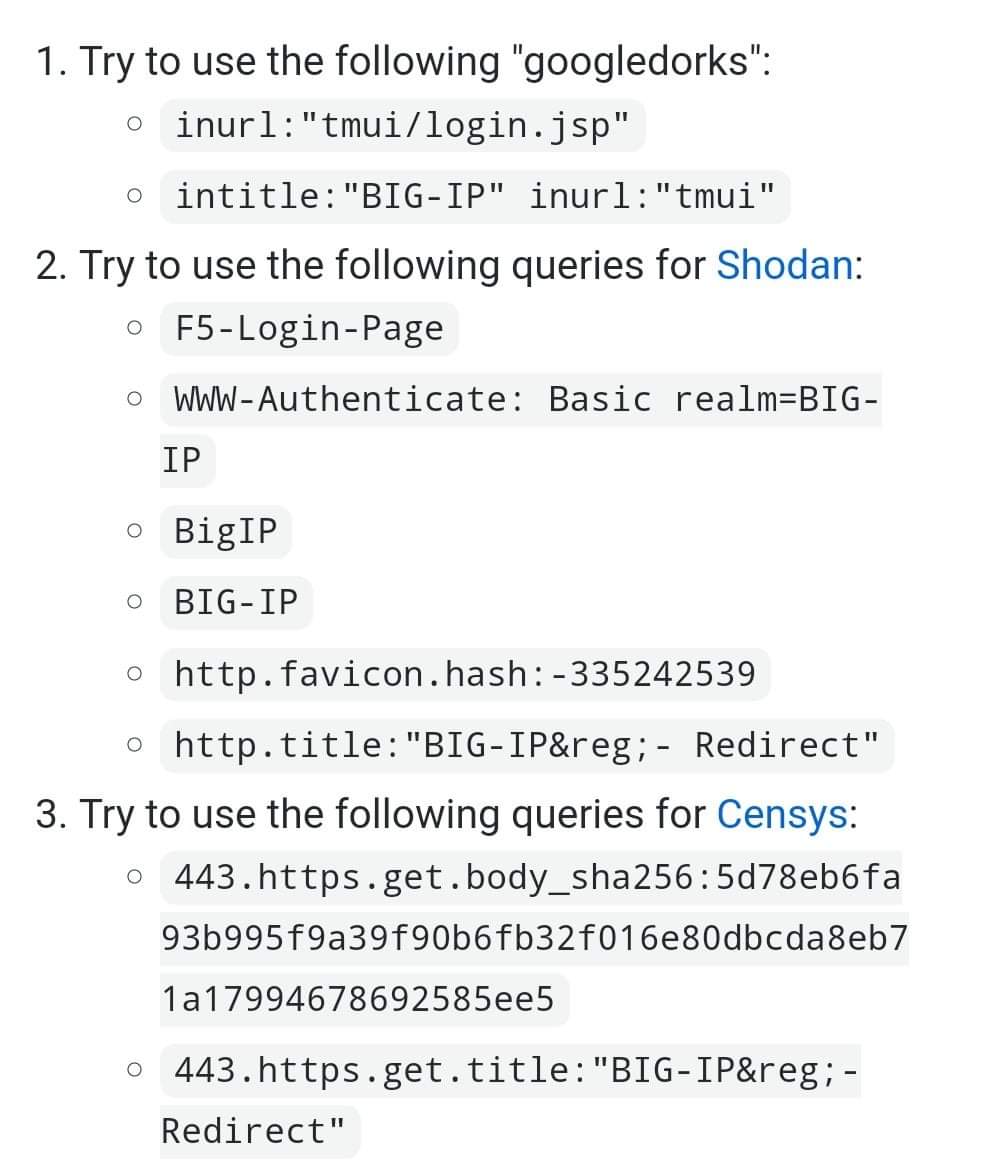 1. Try to use the following "googledorks":
inurl:"tmui/login.jsp"
intitle:"BIG-IP" inurl:"tmui"
2. Try to use the following queries for Shodan:
F5-Login-Page
WWW-Authenticate: Basic realm=BIG-
IP
BigIP
BIG-IP
http.favicon.hash:-335242539
http.title:"BIG-IP&reg;- Redirect"
3. Try to use the following queries for Censys:
443.https.get.body_sha256:5d78eb6fa
93b995f9a39f90b6fb32f016e80dbcda8eb7
1a17994678692585ee5
443.https.get.title:"BIG-IP&reg;-
Redirect"